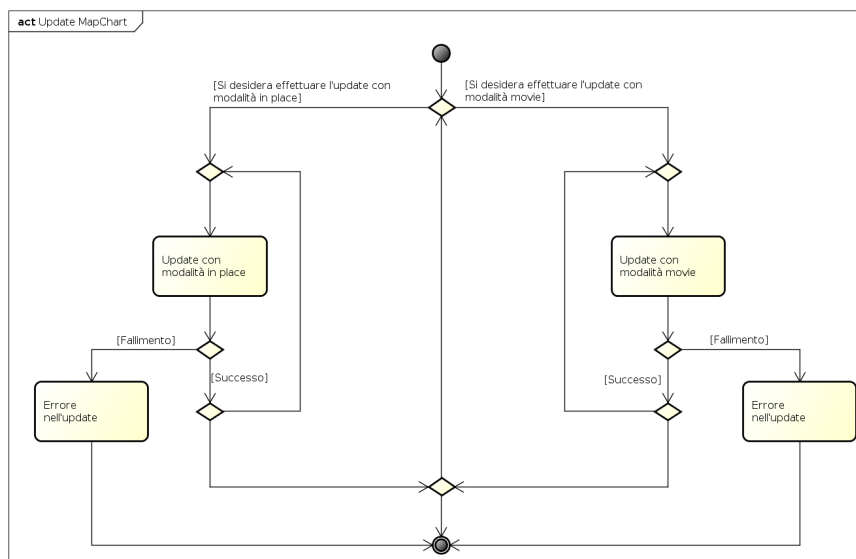 act Update MapChart
[Si desidera effettuare l'update con
modalità in place]
[Si desidera effettuare l'update con
modalità movie]
Update con
modalità in place
Update con
modalità movie
[Fallimento]
[Successo]
[Fallimento]
[Successo]
Errore
nell'update
Errore
nell'update